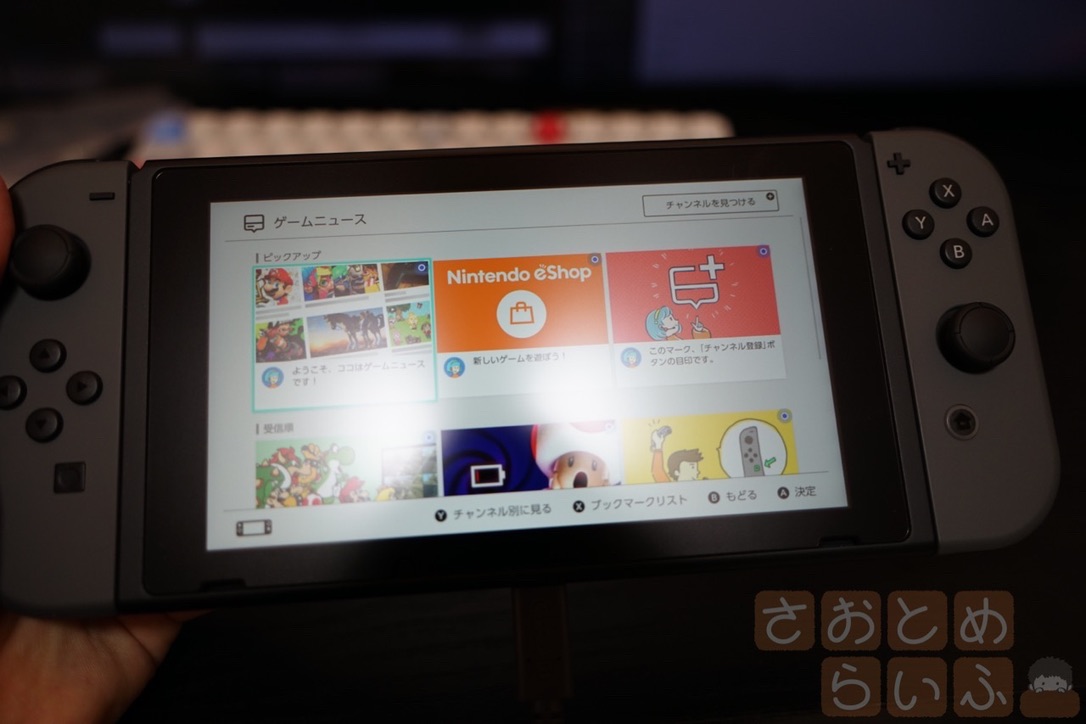 ゲームニュース
チャンネルを見つける
ピックアップ
Nintendo eShop
ようこそ、ココはゲームニュース
です！
新しいゲームを遊ぼう！
このマーク、「チャンネル登録」ボ
タンの目印です。
受信順
Y チャンネル別に見る
X ブックマークリスト
B もどる
A 決定
X
Y
A
B
さおとめ
らいふ